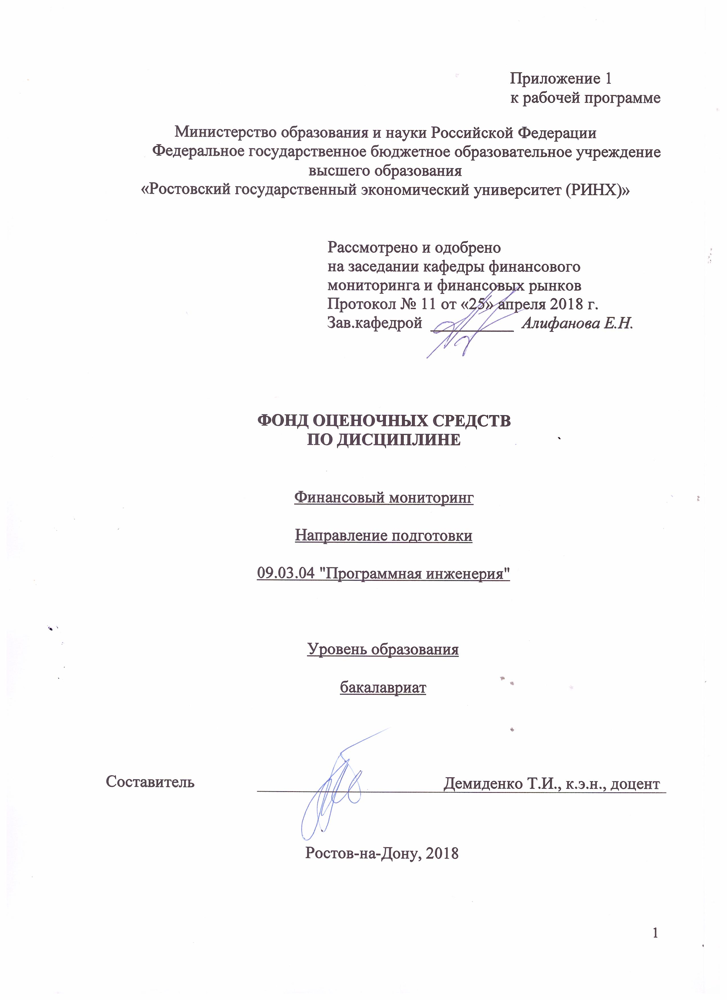 Приложение 1
к рабочей программе
Министерство образования и науки Российской Федерации
Федеральное государственное бюджетное образовательное учреждение
высшего образования
«Ростовский государственный экономический университет (РИНХ)»
Рассмотрено и одобрено
на заседании кафедры финансового
мониторинга и финансовых рынков
Протокол № 11 от «25» апреля 2018 г.
Зав.кафедрой __________ Алифанова Е.Н.
ФОНД ОЦЕНОЧНЫХ СРЕДСТВ
ПО ДИСЦИПЛИНЕ
Финансовый мониторинг
Направление подготовки
09.03.04 "Программная инженерия"
Уровень образования
бакалавриат
Составитель Демиденко Т.И., к.э.н., доцент
Ростов-на-Дону, 2018
1